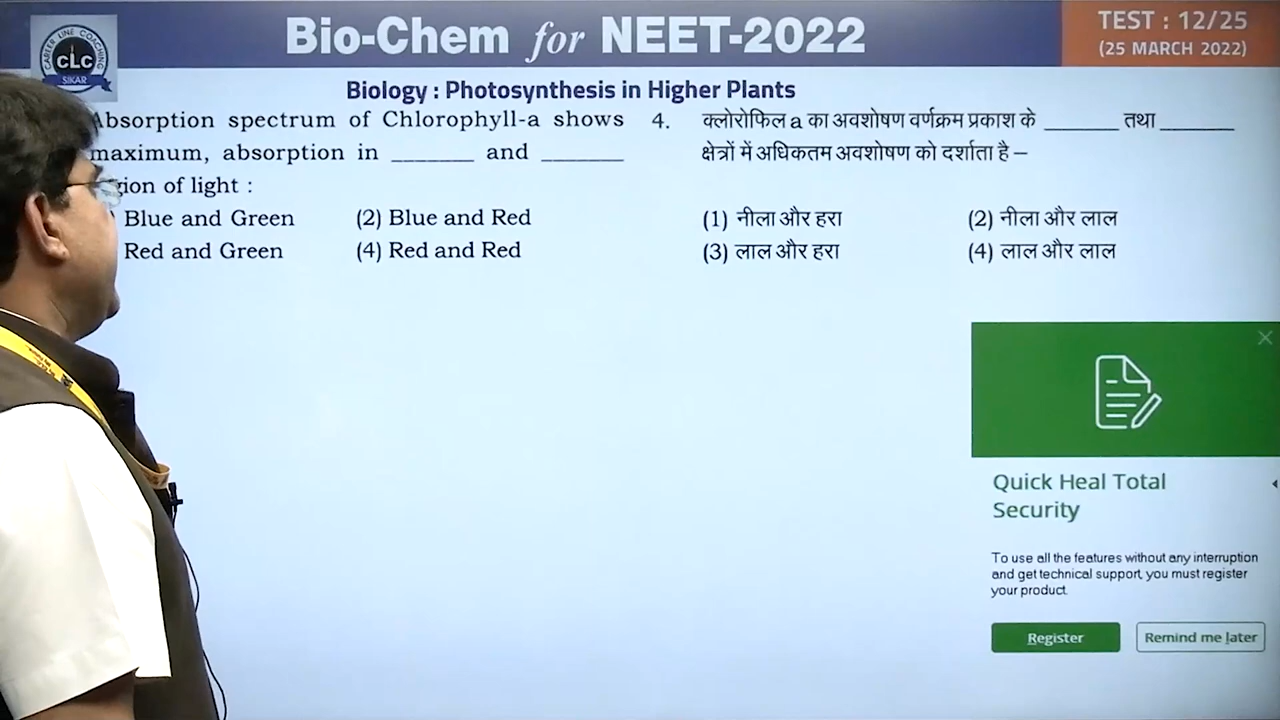 Bio-Chem for NEET-2022
TEST : 12/25
(25 MARCH 2022)
CAREER LINE COACHING
CLC
SIKAR
Biology : Photosynthesis in Higher Plants
Absorption spectrum of Chlorophyll-a shows
maximum, absorption in _______ and _______
gion of light :
Blue and Green (2) Blue and Red
Red and Green (4) Red and Red
4. क्लोरोफिल a का अवशोषण वर्णक्रम प्रकाश के _______ तथा _______
क्षेत्रों में अधिकतम अवशोषण को दर्शाता है –
(1) नीला और हरा (2) नीला और लाल
(3) लाल और हरा (4) लाल और लाल
Quick Heal Total
Security
To use all the features without any interruption
and get technical support, you must register
your product.
Register
Remind me later